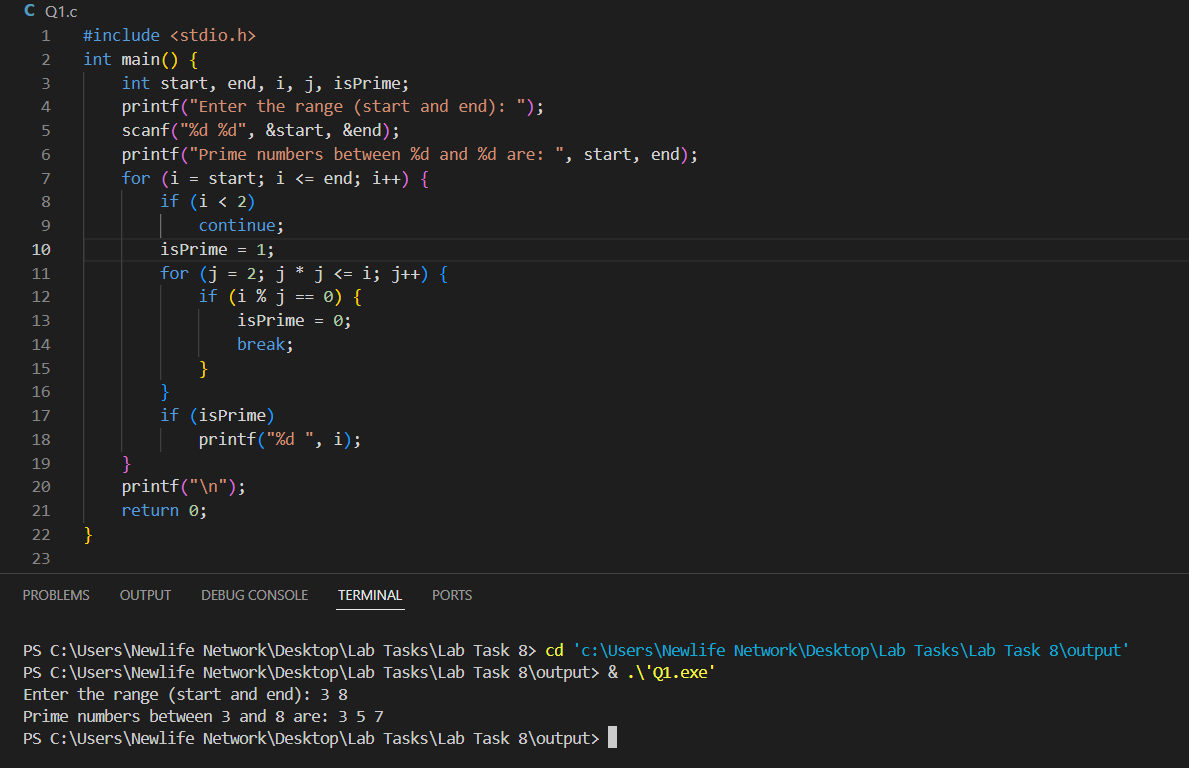 C Q1.c
1 #include <stdio.h>
2 int main() {
3 int start, end, i, j, isPrime;
4 printf("Enter the range (start and end): ");
5 scanf("%d %d", &start, &end);
6 printf("Prime numbers between %d and %d are: ", start, end);
7 for (i = start; i <= end; i++) {
8 if (i < 2)
9 continue;
10 isPrime = 1;
11 for (j = 2; j * j <= i; j++) {
12 if (i % j == 0) {
13 isPrime = 0;
14 break;
15 }
16 }
17 if (isPrime)
18 printf("%d ", i);
19 }
20 printf("\n");
21 return 0;
22 }
23
PROBLEMS OUTPUT DEBUG CONSOLE TERMINAL PORTS
PS C:\Users\Newlife Network\Desktop\Lab Tasks\Lab Task 8> cd 'c:\Users\Newlife Network\Desktop\Lab Tasks\Lab Task 8\output'
PS C:\Users\Newlife Network\Desktop\Lab Tasks\Lab Task 8\output> & .\'Q1.exe'
Enter the range (start and end): 3 8
Prime numbers between 3 and 8 are: 3 5 7
PS C:\Users\Newlife Network\Desktop\Lab Tasks\Lab Task 8\output>